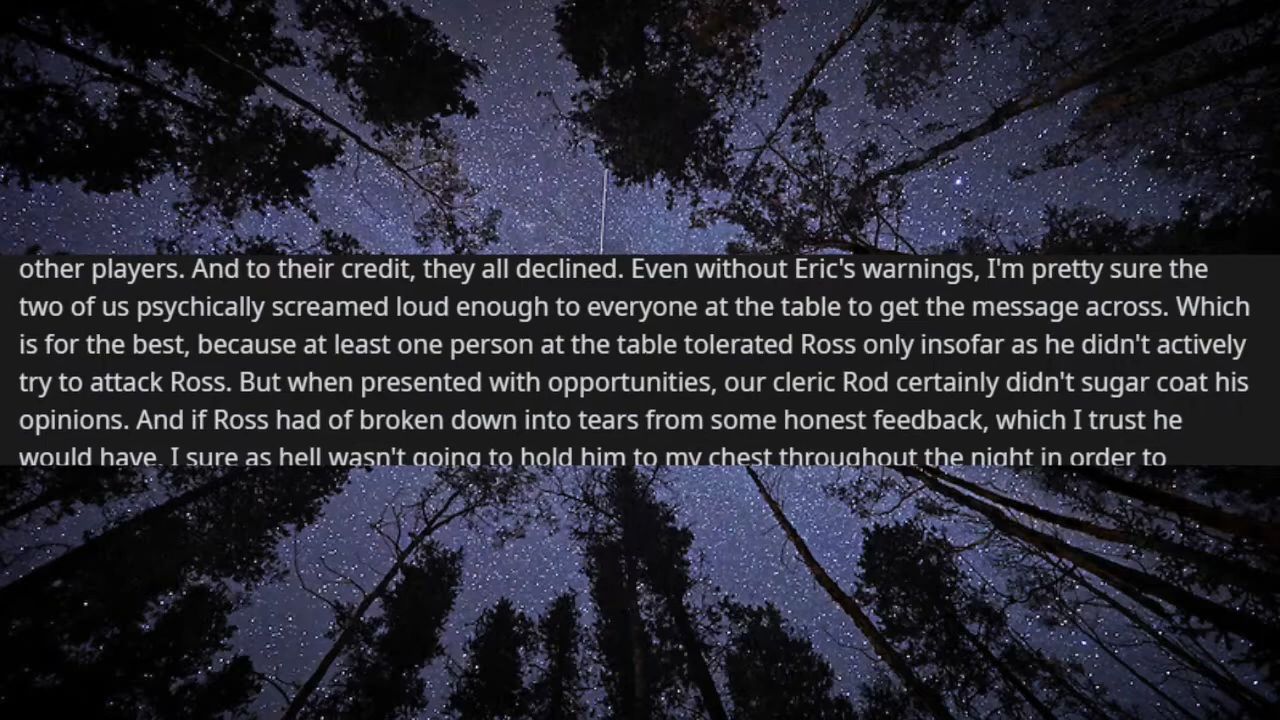 other players. And to their credit, they all declined. Even without Eric's warnings, I'm pretty sure the
two of us psychically screamed loud enough to everyone at the table to get the message across. Which
is for the best, because at least one person at the table tolerated Ross only insofar as he didn't actively
try to attack Ross. But when presented with opportunities, our cleric Rod certainly didn't sugar coat his
opinions. And if Ross had of broken down into tears from some honest feedback, which I trust he
would have, I sure as hell wasn't going to hold him to my chest throughout the night in order to